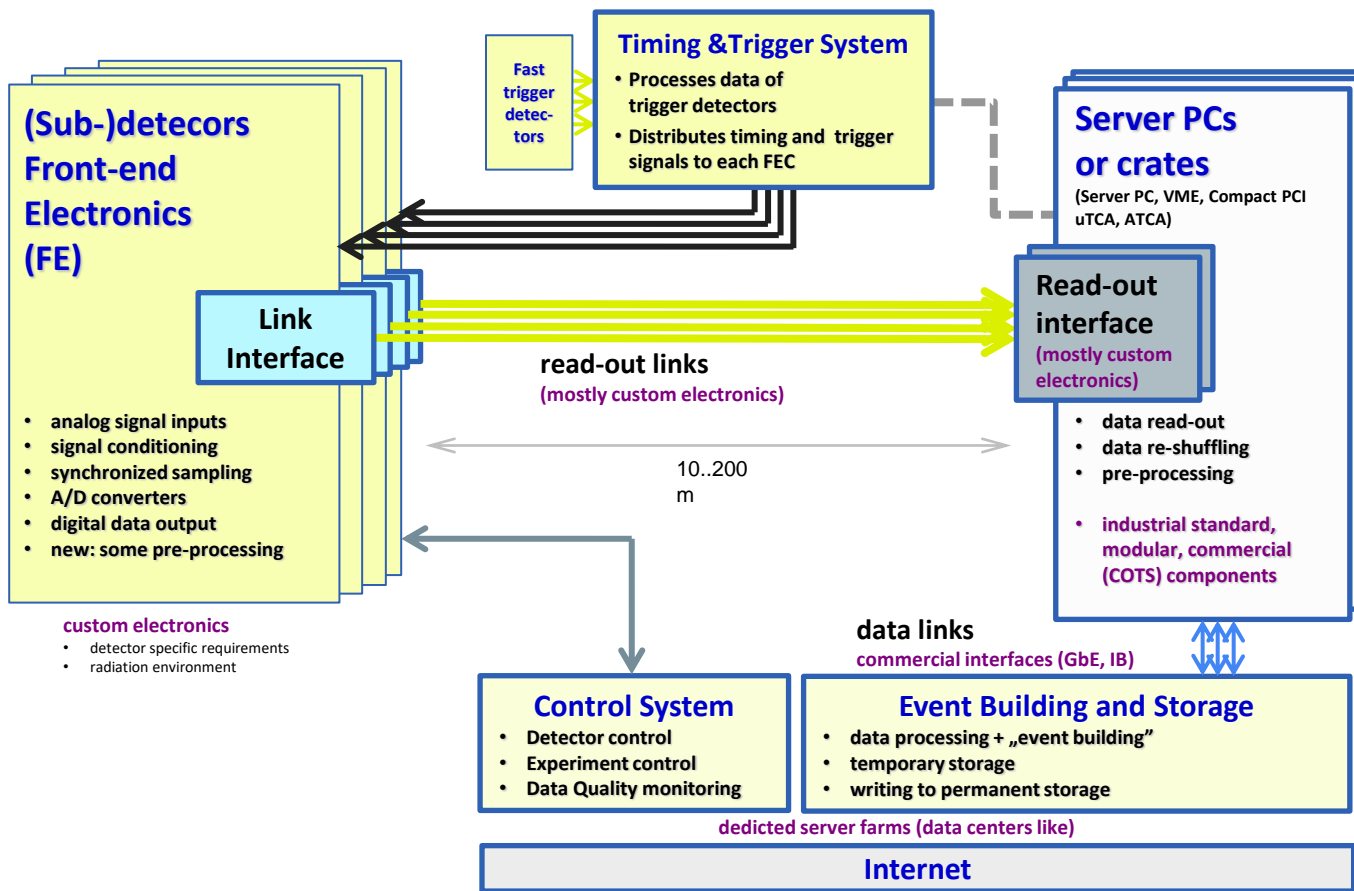 Timing &Trigger System
• Processes data of
trigger detectors
• Distributes timing and trigger
signals to each FEC
Fast
trigger
detec-
tors
(Sub-)detecors
Front-end
Electronics
(FE)
Server PCs
or crates
(Server PC, VME, Compact PCI
uTCA, ATCA)
Link
Interface
Read-out
interface
(mostly custom
electronics)
read-out links
(mostly custom electronics)
• analog signal inputs
• signal conditioning
• synchronized sampling
• A/D converters
• digital data output
• new: some pre-processing
10..200
m
• data read-out
• data re-shuffling
• pre-processing
• industrial standard,
modular, commercial
(COTS) components
custom electronics
• detector specific requirements
• radiation environment
data links
commercial interfaces (GbE, IB)
Control System
• Detector control
• Experiment control
• Data Quality monitoring
Event Building and Storage
• data processing + „event building”
• temporary storage
• writing to permanent storage
dedicted server farms (data centers like)
Internet